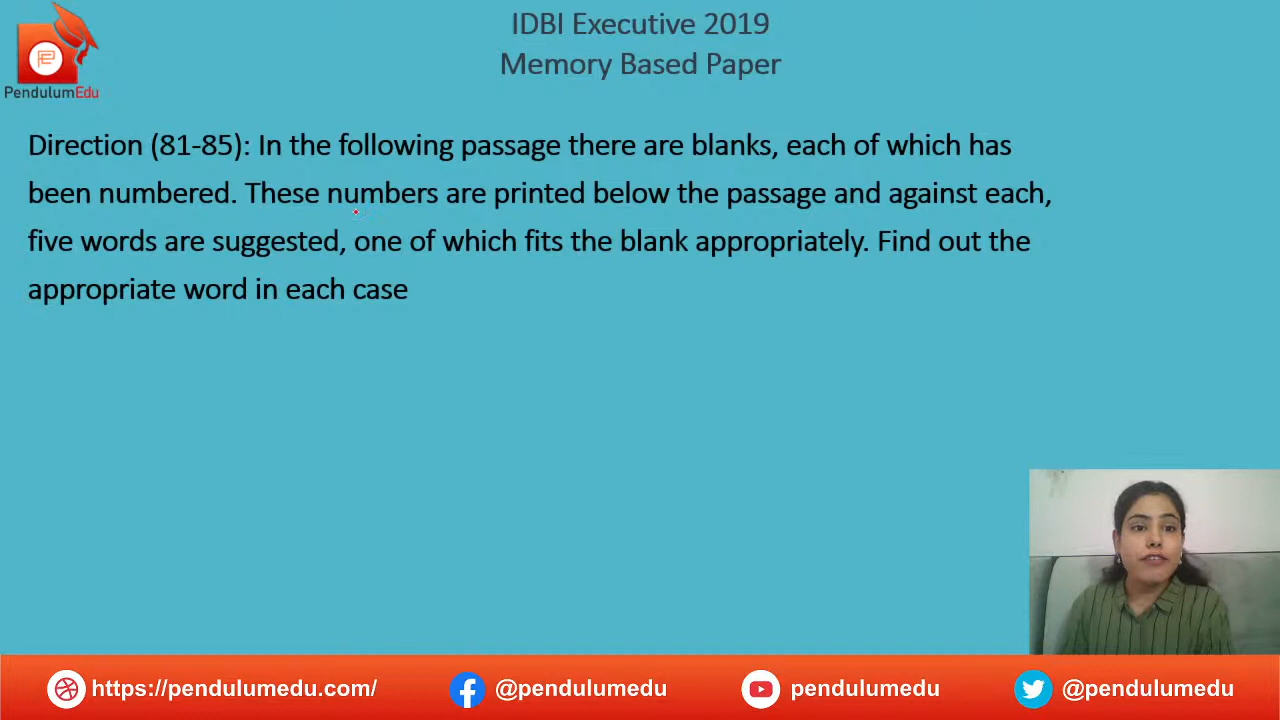 IDBI Executive 2019
Memory Based Paper
PendulumEdu
Direction (81-85): In the following passage there are blanks, each of which has
been numbered. These numbers are printed below the passage and against each,
five words are suggested, one of which fits the blank appropriately. Find out the
appropriate word in each case
https://pendulumedu.com/
@pendulumedu
pendulumedu
@pendulumedu